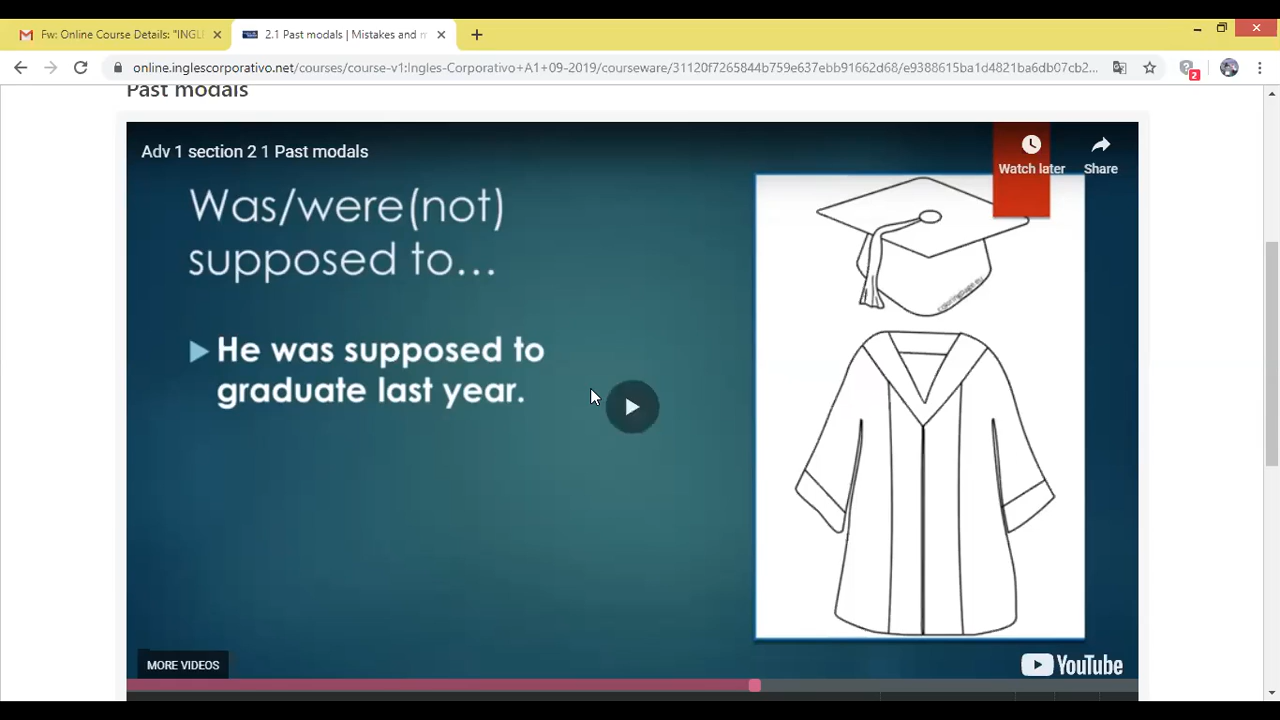 Fw: Online Course Details: "INGLE
2.1 Past modals | Mistakes and m
online.inglescorporativo.net/courses/course-v1:Ingles-Corporativo+A1+09-2019/courseware/31120f7265844b759e637ebb91662d68/e9388615ba1d4821ba6db07cb2...
2
Past modals
Adv 1 section 2 1 Past modals
Watch later
Share
Was/were(not)
supposed to...
He was supposed to
graduate last year.
MORE VIDEOS
YouTube